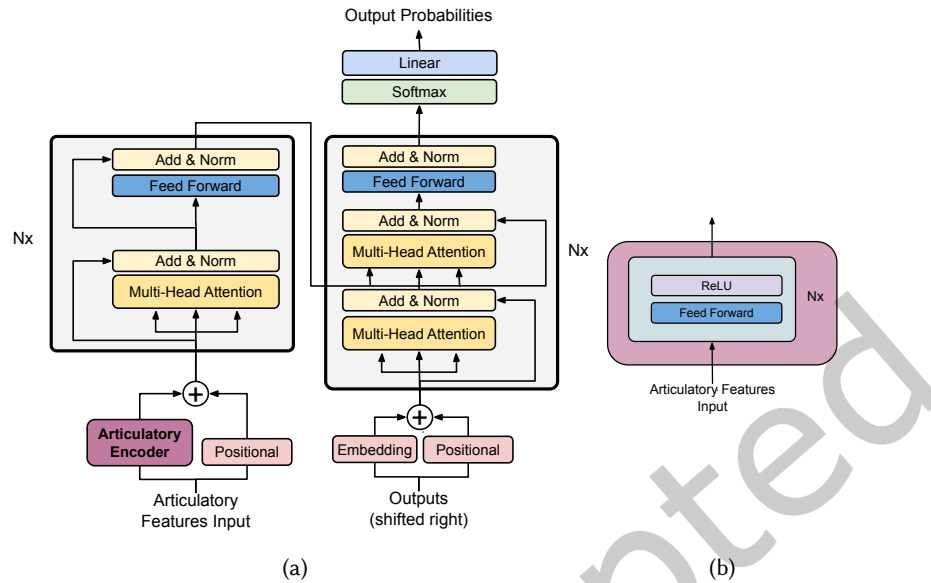 Output Probabilities
Linear
Softmax
Add & Norm
Feed Forward
Add & Norm
Multi-Head Attention
Nx
Articulatory
Encoder
Positional
Articulatory
Features Input
Add & Norm
Feed Forward
Add & Norm
Multi-Head Attention
Add & Norm
Multi-Head Attention
Nx
Embedding
Positional
Outputs
(shifted right)
ReLU
Feed Forward
Nx
Articulatory Features
Input
(a)
(b)